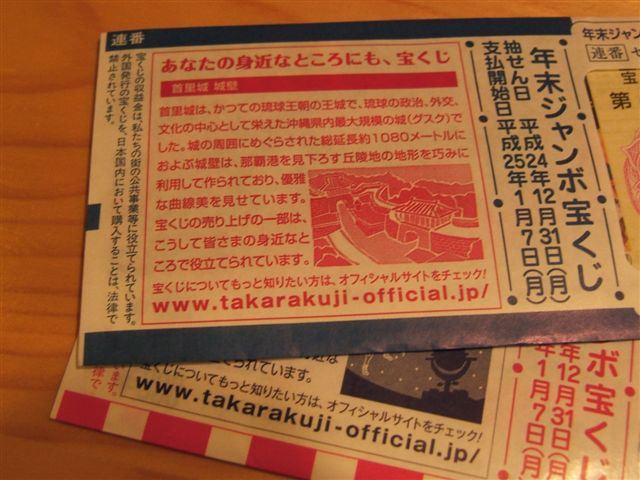 連番
あなたの身近なところにも、宝くじ
首里城 城壁
首里城は、かつての琉球王朝の王城で、琉球の政治、外交、
文化の中心として栄えた沖縄県内最大規模の城(グスク)で
した。城の周囲にめぐらされた総延長約1080メートルに
およぶ城壁は、那覇港を見下ろす丘陵地の地形を巧みに
利用して作られており、優雅
な曲線美を見せています。
宝くじの売り上げの一部は、
こうして皆さまの身近なと
ころで役立てられています。
宝くじについてもっと知りたい方は、オフィシャルサイトをチェック!
www.takarakuji-official.jp/
年末ジャンボ宝くじ
抽せん日 平成24年12月31日(月)
支払開始日 平成25年1月7日(月)
宝くじの収益金は、私たちの街の公共事業等に役立てられています。
外国発行の宝くじを、日本国内において購入することは、法律で
禁止されています。
年末ジャン
連番
宝
第
られています。
宝くじについてもっと知りたい方は、オフィシャルサイトをチェック!
www.takarakuji-official.jp/
ンボ宝くじ
年12月31日(月)
年1月7日(月)
ます。
法律で